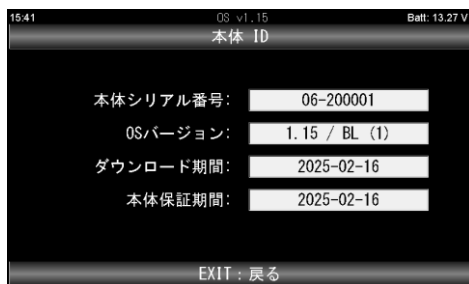 15:41 OS v1.15 Batt: 13.27 V
本体 ID
本体シリアル番号: 06-200001
OSバージョン: 1.15 / BL (1)
ダウンロード期間: 2025-02-16
本体保証期間: 2025-02-16
EXIT：戻る